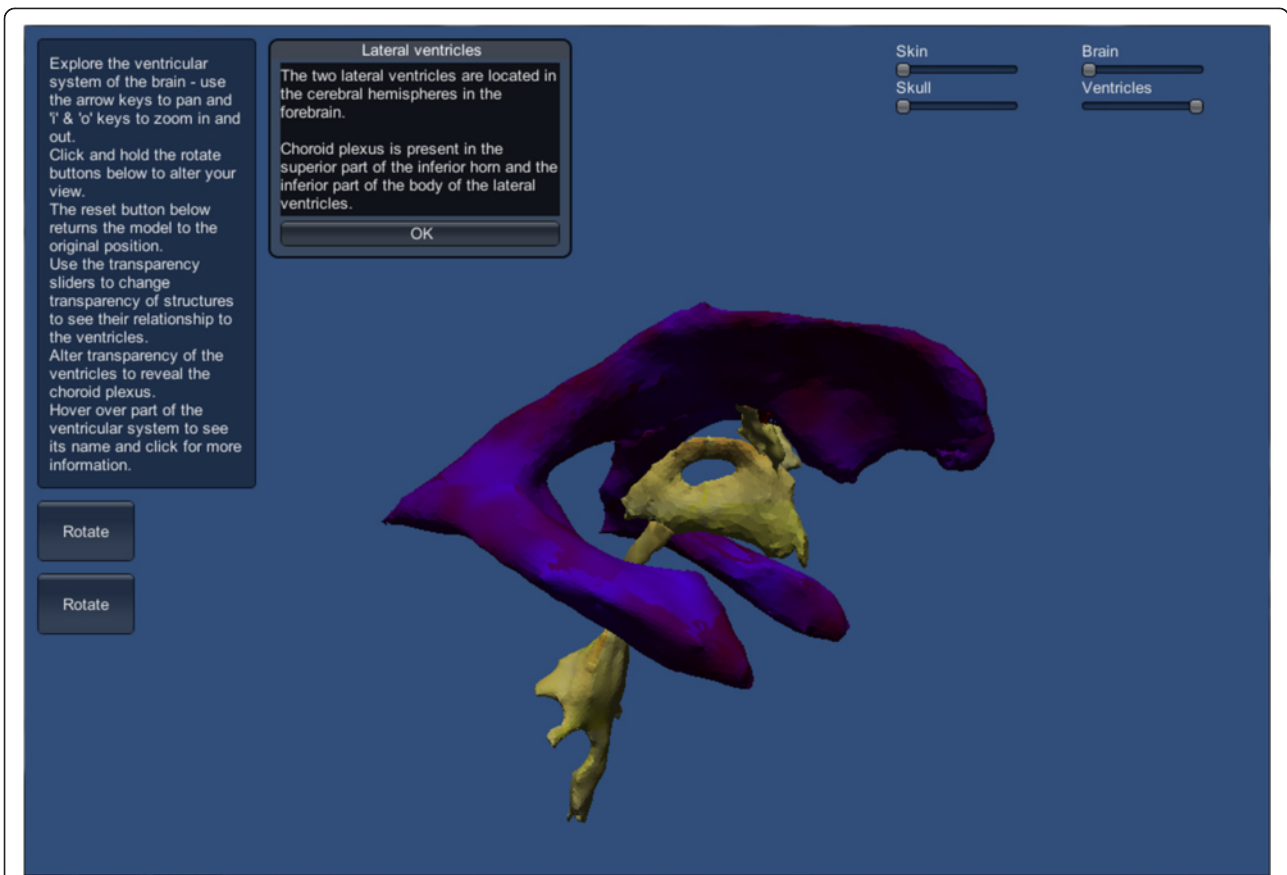 Explore the ventricular
system of the brain - use
the arrow keys to pan and
'i' & 'o' keys to zoom in and
out.
Click and hold the rotate
buttons below to alter your
view.
The reset button below
returns the model to the
original position.
Use the transparency
sliders to change
transparency of structures
to see their relationship to
the ventricles.
Alter transparency of the
ventricles to reveal the
choroid plexus.
Hover over part of the
ventricular system to see
its name and click for more
information.
Rotate
Rotate
Lateral ventricles
The two lateral ventricles are located in
the cerebral hemispheres in the
forebrain.
Choroid plexus is present in the
superior part of the inferior horn and the
inferior part of the body of the lateral
ventricles.
OK
Skin
Skull
Brain
Ventricles